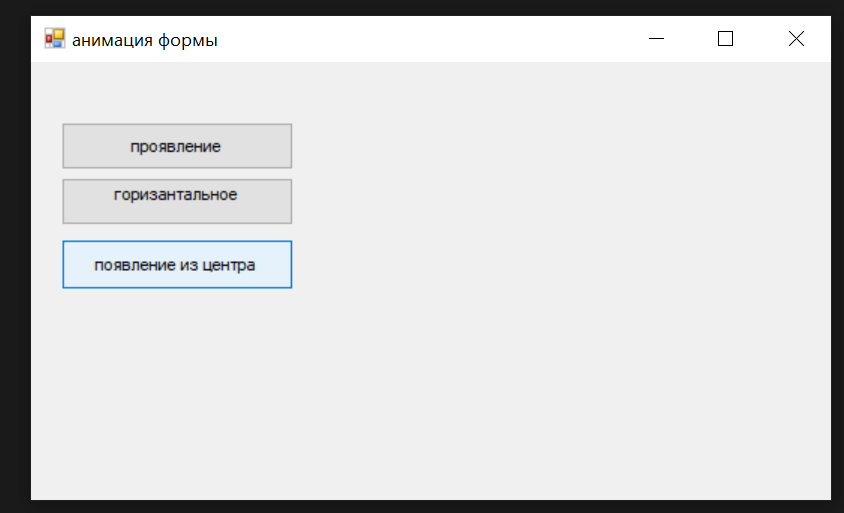 анимация формы
проявление
горизантальное
появление из центра